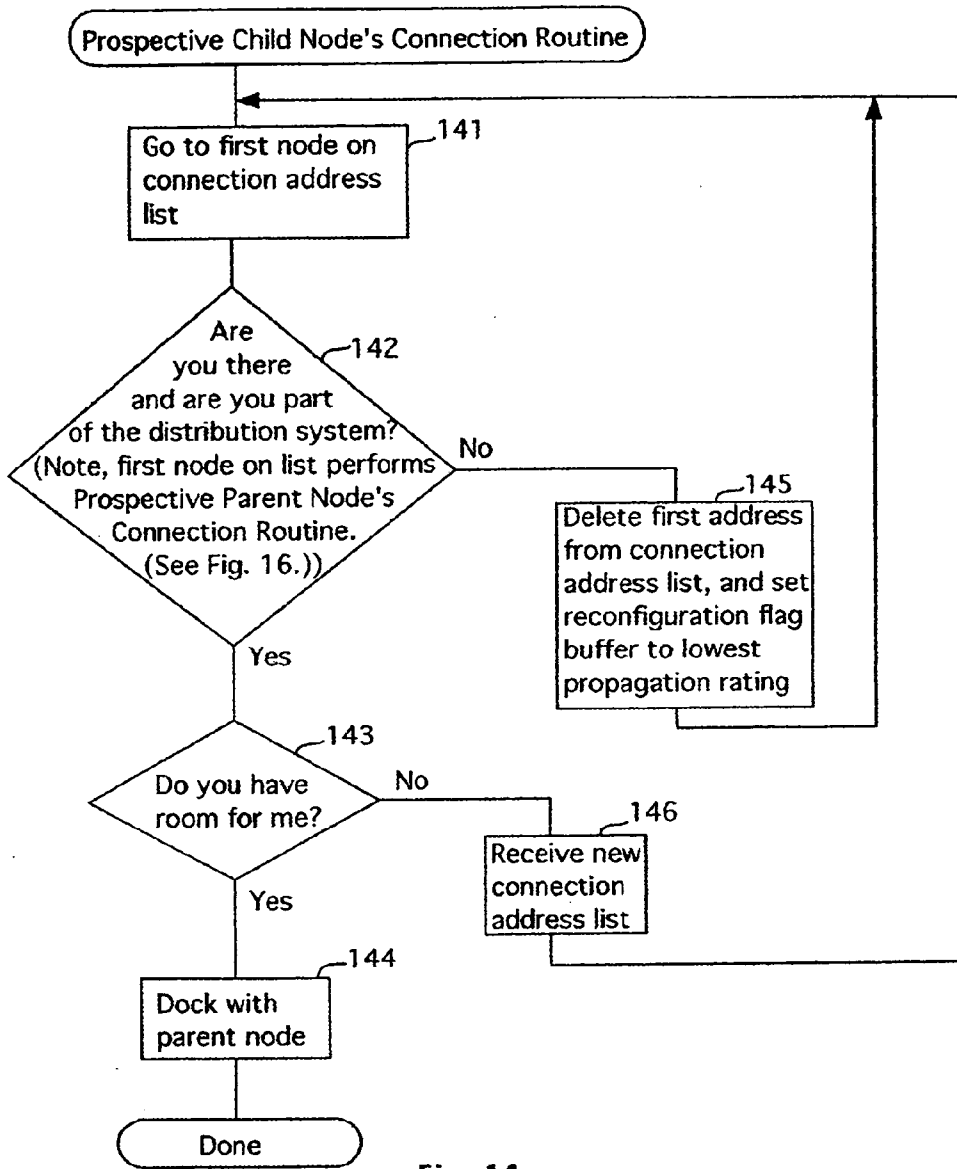 Prospective Child Node's Connection Routine
141
Go to first node on
connection address
list
Are
you there
and are you part
of the distribution system?
(Note, first node on list performs
Prospective Parent Node's
Connection Routine.
(See Fig. 16.))
142
No
145
Delete first address
from connection
address list, and set
reconfiguration flag
buffer to lowest
propagation rating
Yes
143
Do you have
room for me?
No
146
Receive new
connection
address list
Yes
144
Dock with
parent node
Done